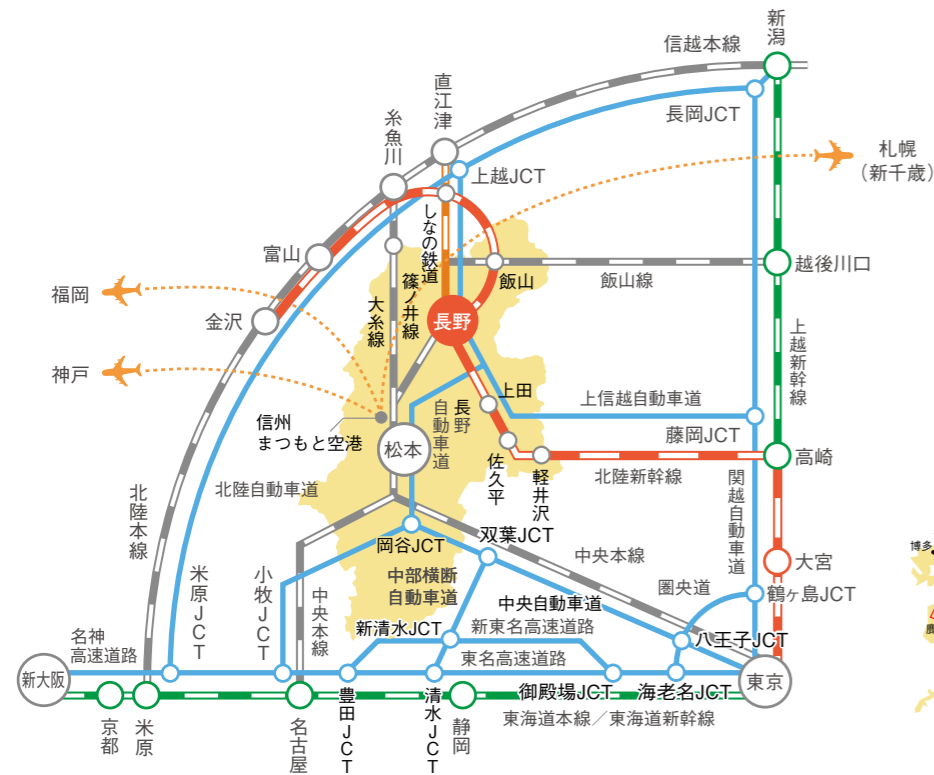 新潟
信越本線
直江津
長岡JCT
糸魚川
札幌
（新千歳）
上越JCT
しなの鉄道
富山
篠ノ井線
飯山
飯山線
越後川口
大糸線
福岡
金沢
長野
上越新幹線
神戸
上田
上信越自動車道
信州
まつもと空港
長野
自動車道
藤岡JCT
松本
佐久平
軽井沢
高崎
北陸新幹線
北陸自動車道
北陸本線
関越自動車道
岡谷JCT
双葉JCT
中央本線
大宮
博多
米原JCT
小牧JCT
中央本線
中部横断
自動車道
中央自動車道
圏央道
鶴ヶ島JCT
新清水JCT
新東名高速道路
八王子JCT
名神
高速道路
東名高速道路
新大阪
東京
御殿場JCT
海老名JCT
京都
米原
名古屋
豊田JCT
清水JCT
静岡
東海道本線／東海道新幹線